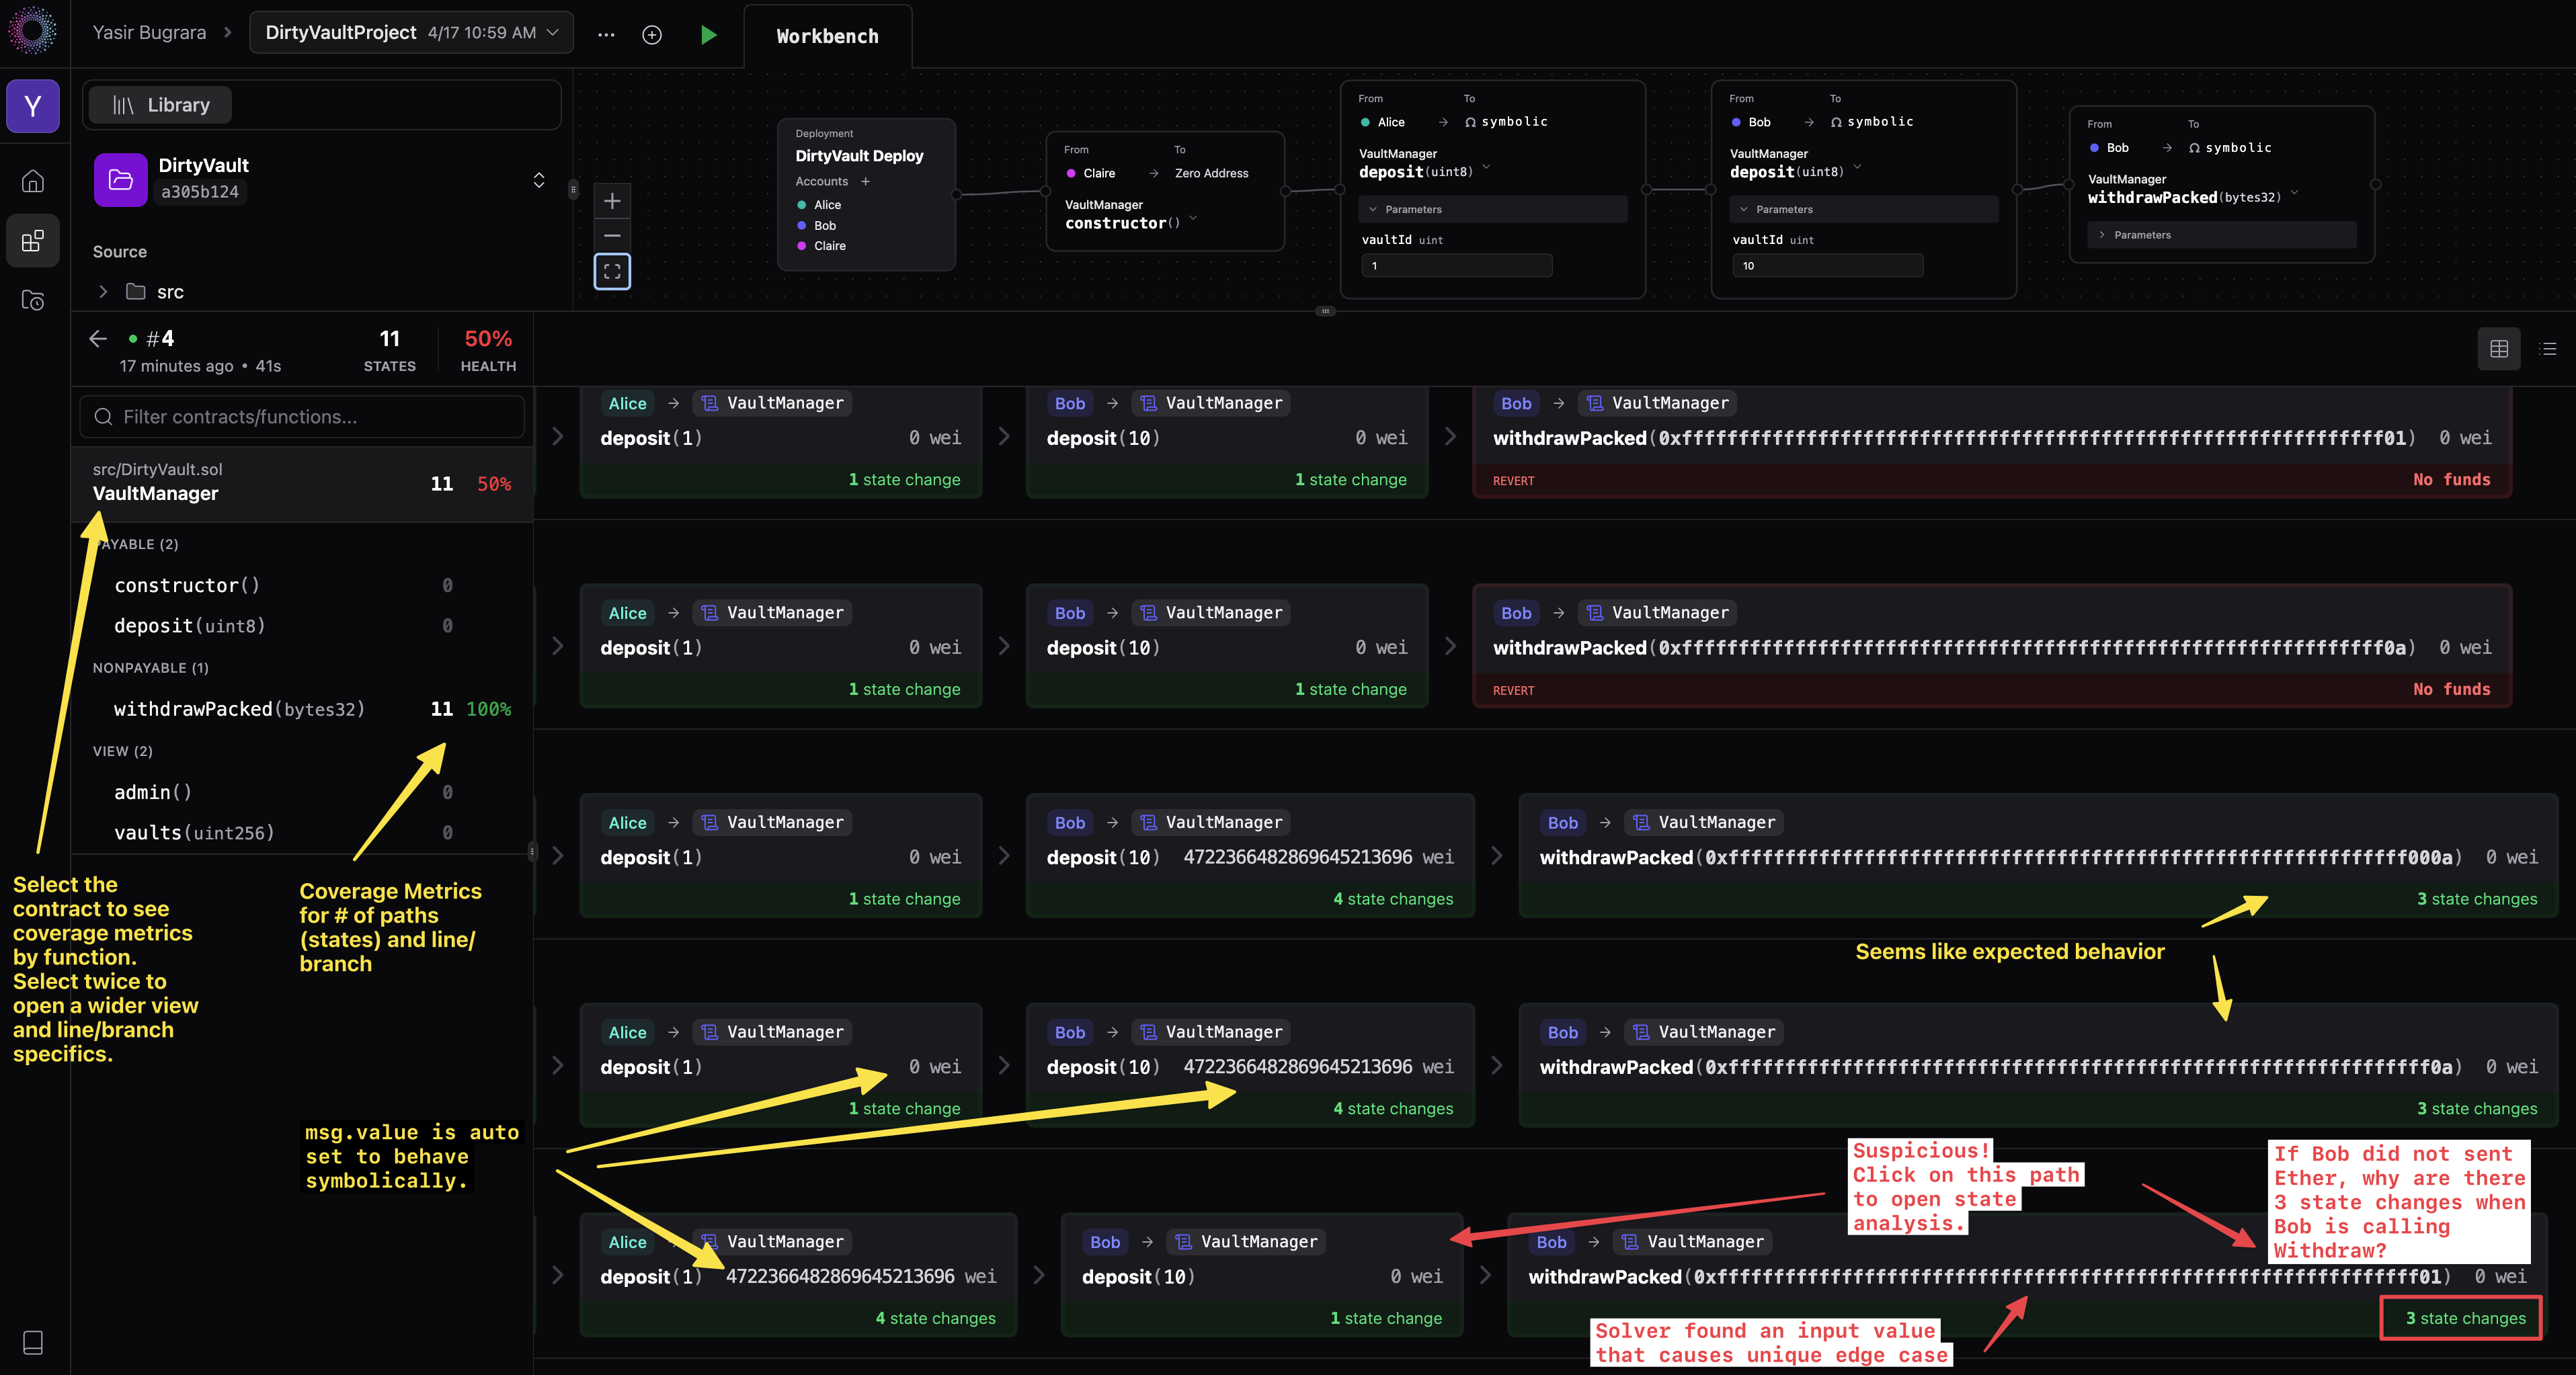 Yasir Bugrara
DirtyVaultProject 4/17 10:59 AM
Workbench
Y
Library
DirtyVault
a305b124
Source
src
Deployment
DirtyVault Deploy
Accounts +
Alice
Bob
Claire
From To
Claire → Zero Address
VaultManager
constructor()
From To
Alice → symbolic
VaultManager
deposit(uint8)
Parameters
vaultId uint
1
From To
Bob → symbolic
VaultManager
deposit(uint8)
Parameters
vaultId uint
10
From To
Bob → symbolic
VaultManager
withdrawPacked(bytes32)
Parameters
#4
17 minutes ago • 41s
11
STATES
50%
HEALTH
Filter contracts/functions...
src/DirtyVault.sol
VaultManager 11 50%
PAYABLE (2)
constructor() 0
deposit(uint8) 0
NONPAYABLE (1)
withdrawPacked(bytes32) 11 100%
VIEW (2)
admin() 0
vaults(uint256) 0
Select the
contract to see
coverage metrics
by function.
Select twice to
open a wider view
and line/branch
specifics.
Coverage Metrics
for # of paths
(states) and line/
branch
msg.value is auto
set to behave
symbolically.
Alice → VaultManager
deposit(1) 0 wei
1 state change
Bob → VaultManager
deposit(10) 0 wei
1 state change
Bob → VaultManager
withdrawPacked(0xffffffffffffffffffffffffffffffffffffffffffffffffffffffffffffff01) 0 wei
REVERT No funds
Alice → VaultManager
deposit(1) 0 wei
1 state change
Bob → VaultManager
deposit(10) 0 wei
1 state change
Bob → VaultManager
withdrawPacked(0xffffffffffffffffffffffffffffffffffffffffffffffffffffffffffffff0a) 0 wei
REVERT No funds
Alice → VaultManager
deposit(1) 0 wei
1 state change
Bob → VaultManager
deposit(10) 4722366482869645213696 wei
4 state changes
Bob → VaultManager
withdrawPacked(0xffffffffffffffffffffffffffffffffffffffffffffffffffffffffffff000a) 0 wei
3 state changes
Seems like expected behavior
Alice → VaultManager
deposit(1) 0 wei
1 state change
Bob → VaultManager
deposit(10) 4722366482869645213696 wei
4 state changes
Bob → VaultManager
withdrawPacked(0xffffffffffffffffffffffffffffffffffffffffffffffffffffffffffffff0a) 0 wei
3 state changes
Suspicious!
Click on this path
to open state
analysis.
If Bob did not sent
Ether, why are there
3 state changes when
Bob is calling
Withdraw?
Alice → VaultManager
deposit(1) 4722366482869645213696 wei
4 state changes
Bob → VaultManager
deposit(10) 0 wei
1 state change
Bob → VaultManager
withdrawPacked(0xffffffffffffffffffffffffffffffffffffffffffffffffffffffffffffff01) 0 wei
3 state changes
Solver found an input value
that causes unique edge case